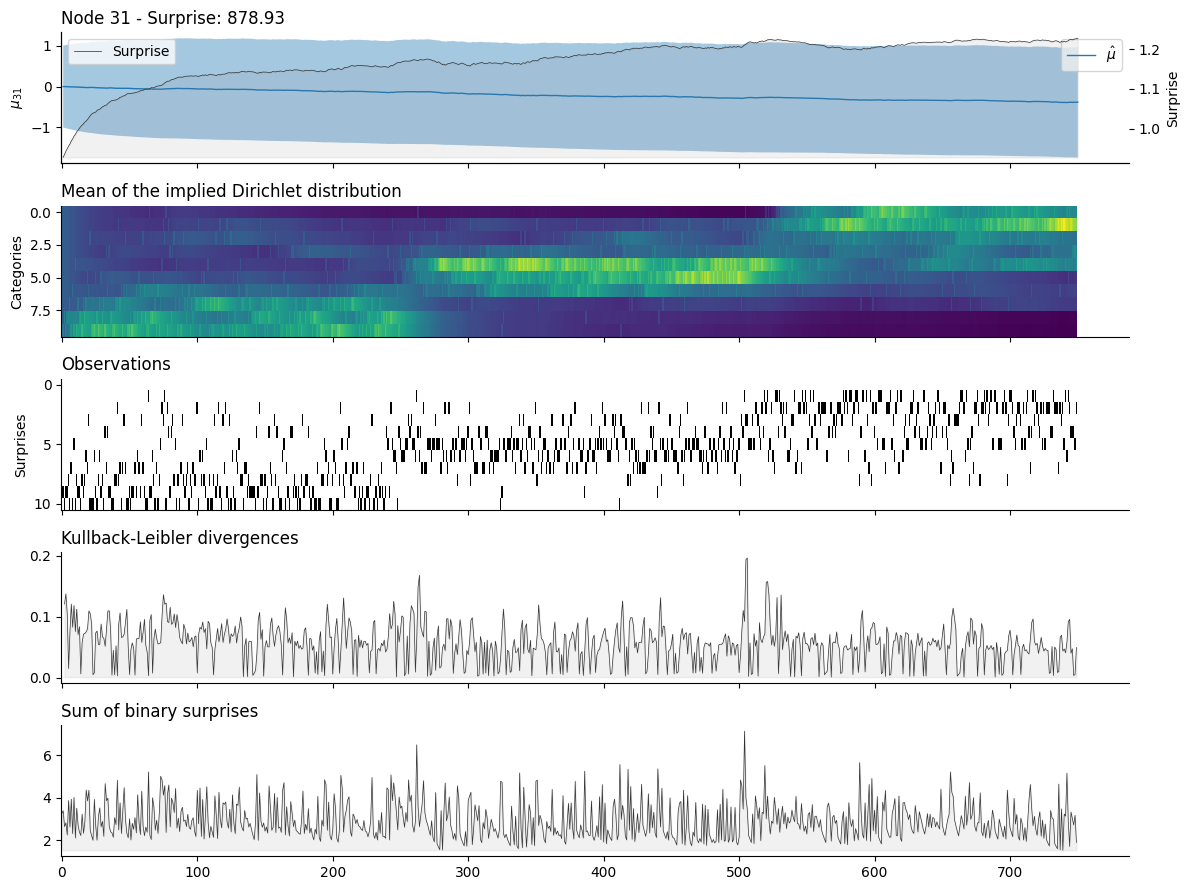 Node 31 - Surprise: 878.93
1
0
−1
μ31
Surprise
μ̂
1.2
1.1
1.0
Surprise
Mean of the implied Dirichlet distribution
0.0
2.5
5.0
7.5
Categories
Observations
0
5
10
Surprises
Kullback-Leibler divergences
0.2
0.1
0.0
Sum of binary surprises
6
4
2
0 100 200 300 400 500 600 700